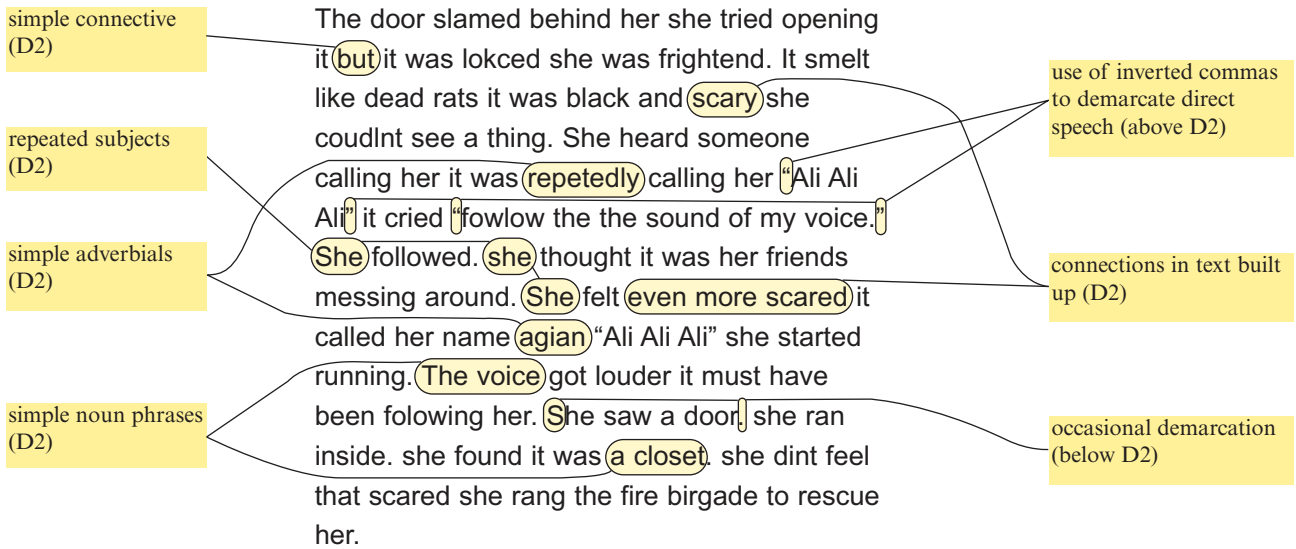 simple connective
(D2)
repeated subjects
(D2)
simple adverbials
(D2)
simple noun phrases
(D2)
The door slamed behind her she tried opening
it but it was lokced she was frightend. It smelt
like dead rats it was black and scary she
coudlnt see a thing. She heard someone
calling her it was repetedly calling her “Ali Ali
Ali” it cried “fowlow the the sound of my voice.”
She followed. she thought it was her friends
messing around. She felt even more scared it
called her name agian “Ali Ali Ali” she started
running. The voice got louder it must have
been folowing her. She saw a door. she ran
inside. she found it was a closet. she dint feel
that scared she rang the fire birgade to rescue
her.
use of inverted commas
to demarcate direct
speech (above D2)
connections in text built
up (D2)
occasional demarcation
(below D2)